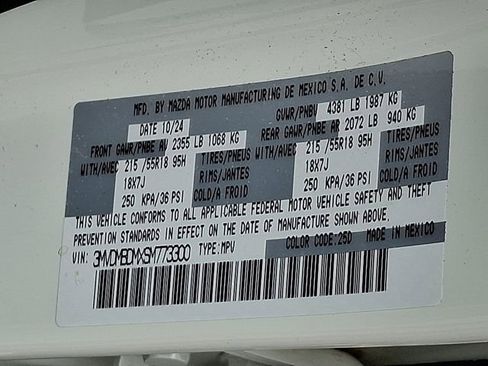 MFD. BY MAZDA MOTOR MANUFACTURING DE MEXICO S.A. DE C.V.
DATE 10/24 GVWR/PNBV 4381 LB 1987 KG
FRONT GAWR/PNBE AV 2355 LB 1068 KG REAR GAWR/PNBE AR 2072 LB 940 KG
WITH/AVEC 215 /55R18 95H TIRES/PNEUS WITH/AVEC 215 /55R18 95H TIRES/PNEUS
18X7J RIMS/JANTES 18X7J RIMS/JANTES
250 KPA/36 PSI COLD/A FROID 250 KPA/36 PSI COLD/A FROID
THIS VEHICLE CONFORMS TO ALL APPLICABLE FEDERAL MOTOR VEHICLE SAFETY AND THEFT
PREVENTION STANDARDS IN EFFECT ON THE DATE OF MANUFACTURE SHOWN ABOVE.
VIN: TYPE:MPV COLOR CODE:25D MADE IN MEXICO